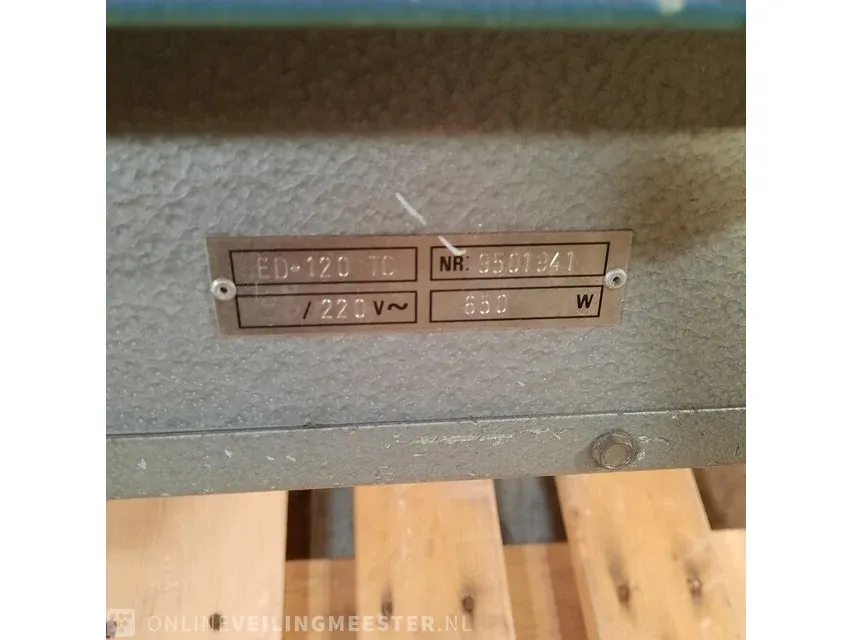 ED-120 TC
NR: 9501941
/ 220 V~
650 W
ONLINEVEILINGMEESTER.NL